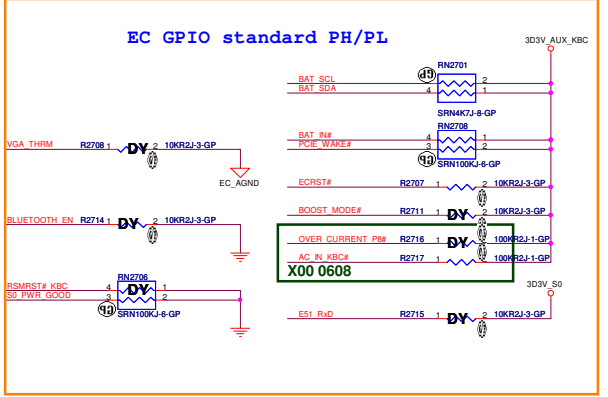 EC GPIO standard PH/PL
3D3V_AUX_KBC
RN2701
BAT_SCL 3 2
BAT_SDA 4 1
SRN4K7J-8-GP
RN2708
BAT_IN# 4 1
PCIE_WAKE# 3 2
SRN100KJ-6-GP
VGA_THRM R2708 1 DY 2 10KR2J-3-GP
EC_AGND
ECRST# R2707 1 2 10KR2J-3-GP
BOOST_MODE# R2711 1 DY 2 10KR2J-3-GP
BLUETOOTH_EN R2714 1 DY 2 10KR2J-3-GP
OVER_CURRENT_P8# R2716 1 DY 2 100KR2J-1-GP
AC_IN_KBC# R2717 1 2 100KR2J-1-GP
X00 0608
RN2706
RSMRST#_KBC 4 DY 1
S0_PWR_GOOD 3 2
SRN100KJ-6-GP
3D3V_S0
E51_RxD R2715 1 DY 2 10KR2J-3-GP